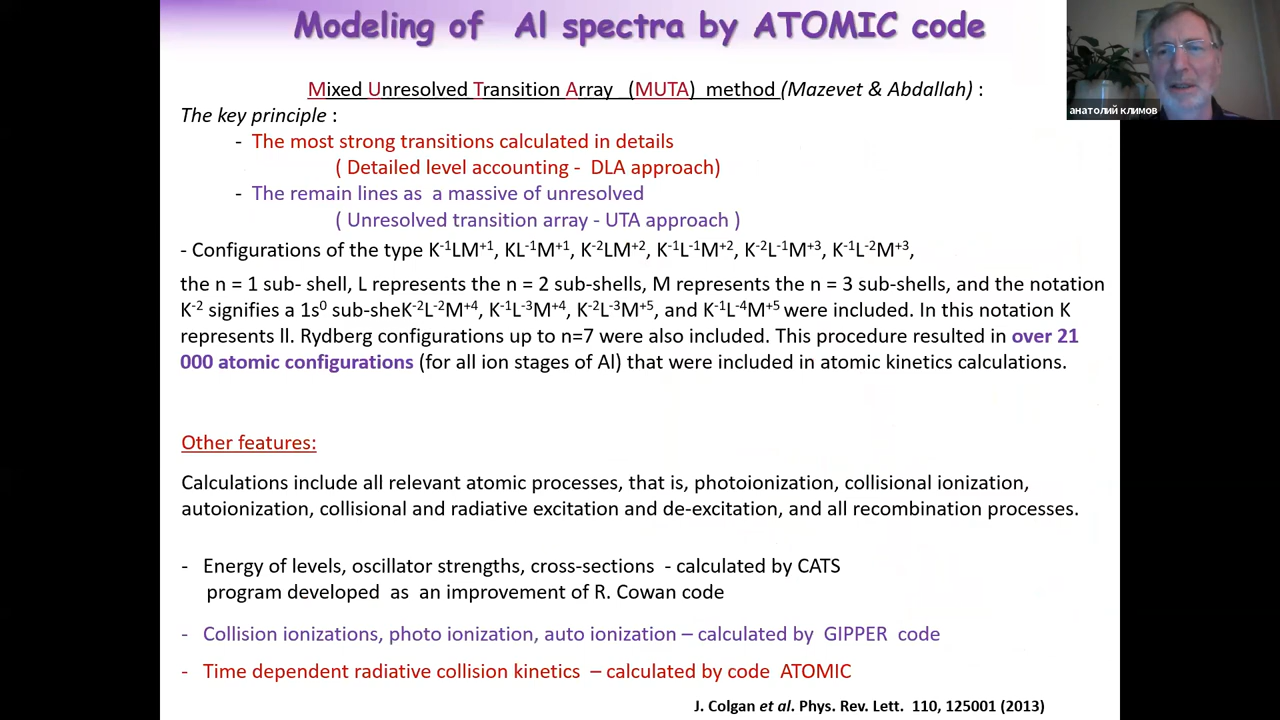 Modeling of Al spectra by ATOMIC code
анатолий климов
Mixed Unresolved Transition Array (MUTA) method (Mazevet & Abdallah) :
The key principle :
- The most strong transitions calculated in details
( Detailed level accounting - DLA approach)
- The remain lines as a massive of unresolved
( Unresolved transition array - UTA approach )
- Configurations of the type K⁻¹LM⁺¹, KL⁻¹M⁺¹, K⁻²LM⁺², K⁻¹L⁻¹M⁺², K⁻²L⁻¹M⁺³, K⁻¹L⁻²M⁺³,
the n = 1 sub- shell, L represents the n = 2 sub-shells, M represents the n = 3 sub-shells, and the notation
K⁻² signifies a 1s⁰ sub-sheK⁻²L⁻²M⁺⁴, K⁻¹L⁻³M⁺⁴, K⁻²L⁻³M⁺⁵, and K⁻¹L⁻⁴M⁺⁵ were included. In this notation K
represents ll. Rydberg configurations up to n=7 were also included. This procedure resulted in over 21
000 atomic configurations (for all ion stages of Al) that were included in atomic kinetics calculations.
Other features:
Calculations include all relevant atomic processes, that is, photoionization, collisional ionization,
autoionization, collisional and radiative excitation and de-excitation, and all recombination processes.
- Energy of levels, oscillator strengths, cross-sections - calculated by CATS
program developed as an improvement of R. Cowan code
- Collision ionizations, photo ionization, auto ionization – calculated by GIPPER code
- Time dependent radiative collision kinetics – calculated by code ATOMIC
J. Colgan et al. Phys. Rev. Lett. 110, 125001 (2013)